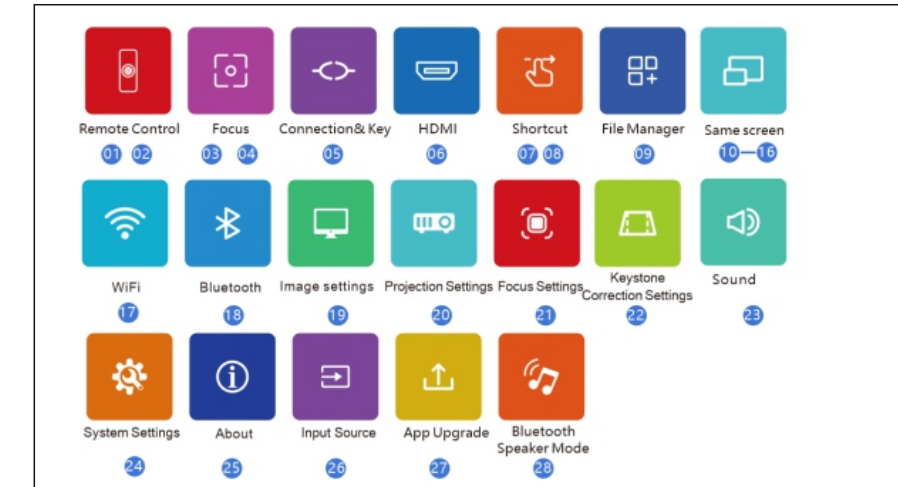 Remote Control Focus Connection& Key HDMI Shortcut File Manager Same screen
01 02 03 04 05 06 07 08 09 10—16
WiFi Bluetooth Image settings Projection Settings Focus Settings Keystone
Correction Settings Sound
17 18 19 20 21 22 23
System Settings About Input Source App Upgrade Bluetooth
Speaker Mode
24 25 26 27 28